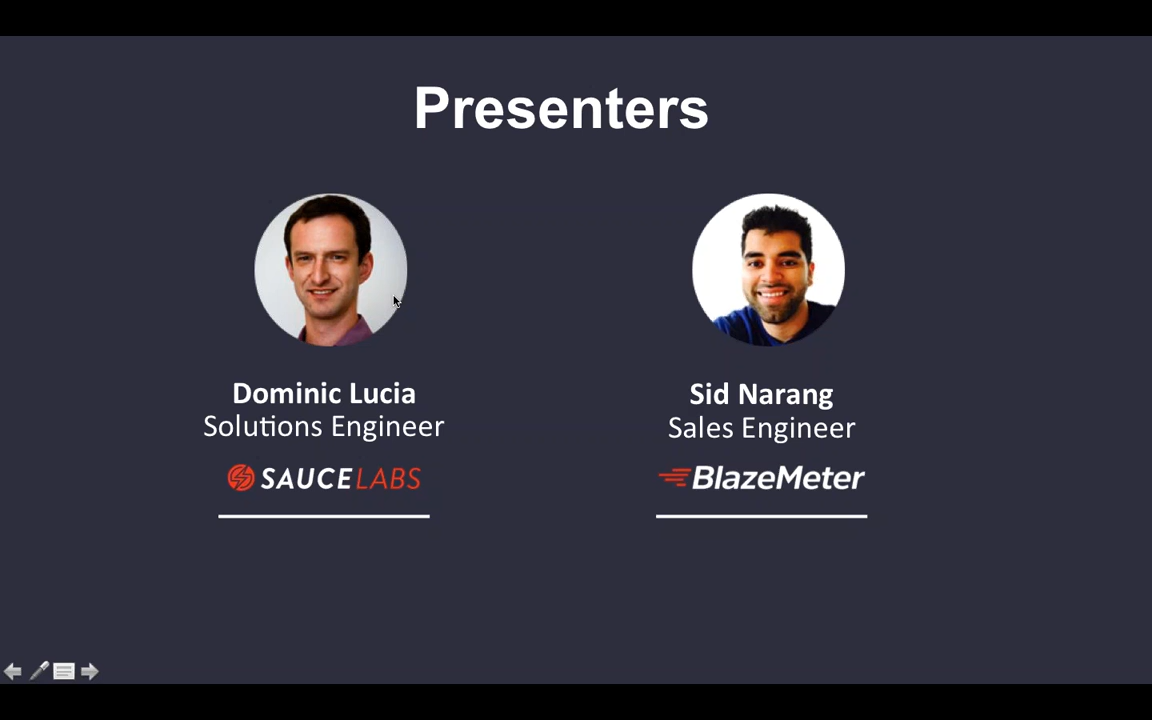 Presenters
Dominic Lucia
Solutions Engineer
SAUCELABS
Sid Narang
Sales Engineer
BlazeMeter